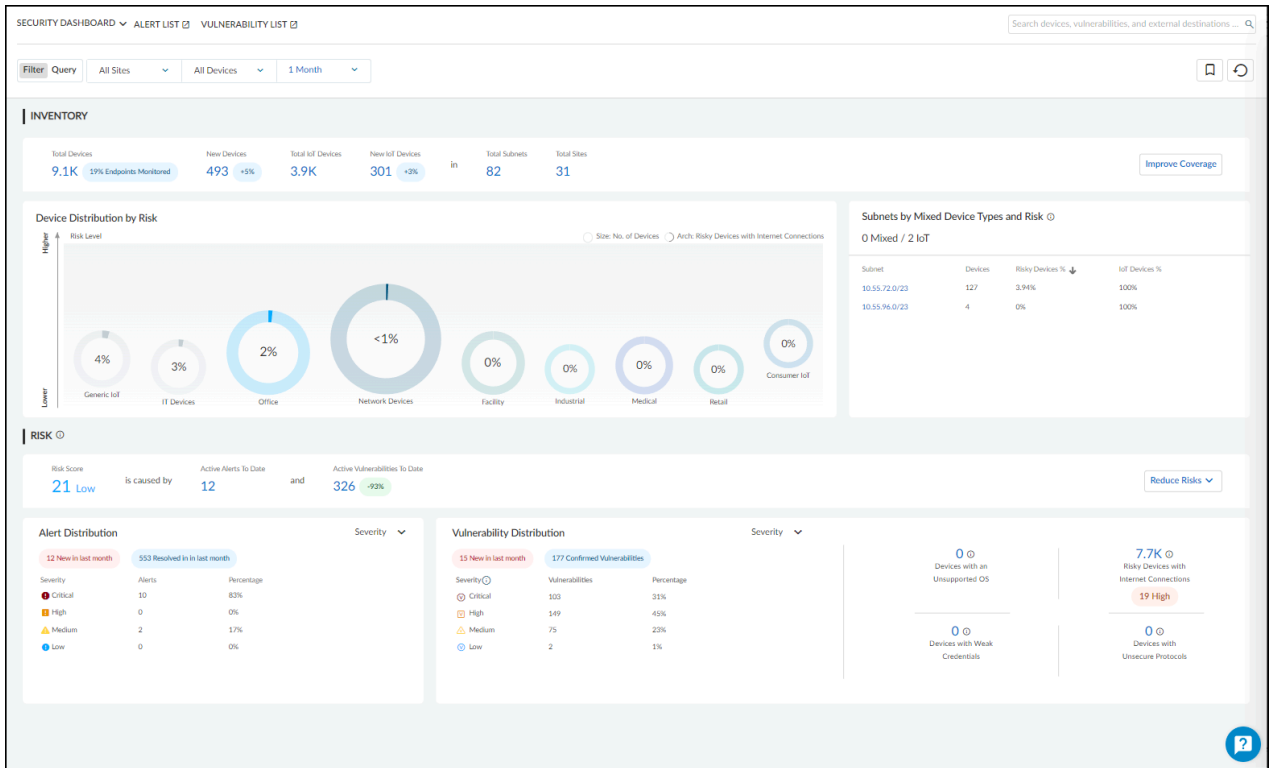 SECURITY DASHBOARD ALERT LIST VULNERABILITY LIST
Search devices, vulnerabilities, and external destinations ...
Filter Query All Sites All Devices 1 Month
INVENTORY
Total Devices New Devices Total IoT Devices New IoT Devices Total Subnets Total Sites
9.1K 19% Endpoints Monitored 493 +5% 3.9K 301 +3% in 82 31
Improve Coverage
Device Distribution by Risk
Higher
Risk Level
Size: No. of Devices Arch: Risky Devices with Internet Connections
4%
3%
2%
<1%
0%
0%
0%
0%
0%
Generic IoT
IT Devices
Office
Network Devices
Facility
Industrial
Medical
Retail
Consumer IoT
Lower
Subnets by Mixed Device Types and Risk
0 Mixed / 2 IoT
Subnet Devices Risky Devices % IoT Devices %
10.55.72.0/23 127 3.94% 100%
10.55.96.0/23 4 0% 100%
RISK
Risk Score Active Alerts To Date Active Vulnerabilities To Date
21 Low is caused by 12 and 326 -93%
Reduce Risks
Alert Distribution Severity
12 New in last month 553 Resolved in in last month
Severity Alerts Percentage
Critical 10 83%
High 0 0%
Medium 2 17%
Low 0 0%
Vulnerability Distribution Severity
15 New in last month 177 Confirmed Vulnerabilities
Severity Vulnerabilities Percentage
Critical 103 31%
High 149 45%
Medium 75 23%
Low 2 1%
0
Devices with an
Unsupported OS
7.7K
Risky Devices with
Internet Connections
19 High
0
Devices with Weak
Credentials
0
Devices with
Unsecure Protocols